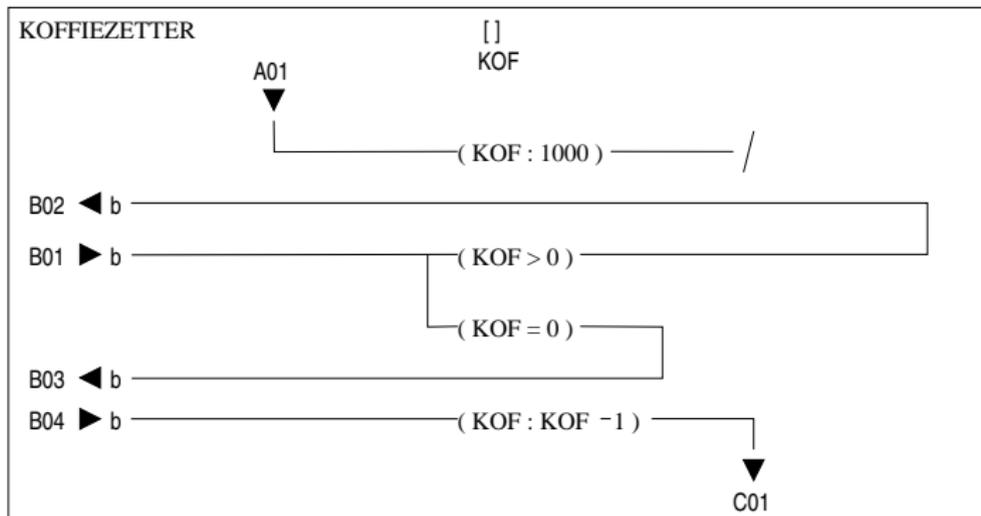 KOFFIEZETTER [ ]
KOF
A01
( KOF : 1000 )
B02 b
B01 b ( KOF > 0 )
( KOF = 0 )
B03 b
B04 b ( KOF : KOF -1 )
C01